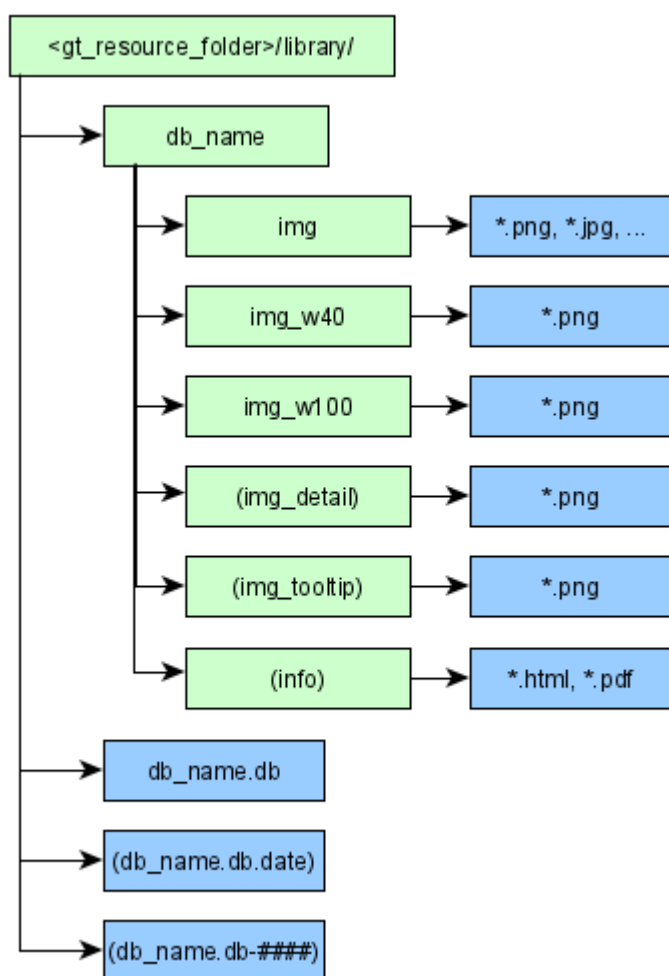 <gt_resource_folder>/library/
db_name
img
*.png, *.jpg, ...
img_w40
*.png
img_w100
*.png
(img_detail)
*.png
(img_tooltip)
*.png
(info)
*.html, *.pdf
db_name.db
(db_name.db.date)
(db_name.db-####)